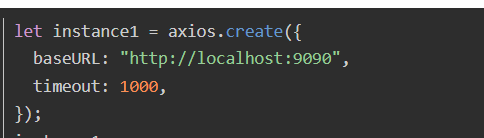 let instance1 = axios.create({
  baseURL: "http://localhost:9090",
  timeout: 1000,
});